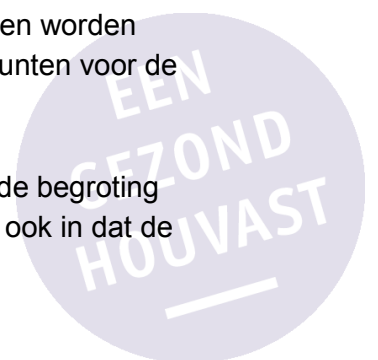 en worden
unten voor de
de begroting
ook in dat de
EEN
GEZOND
HOUVAST